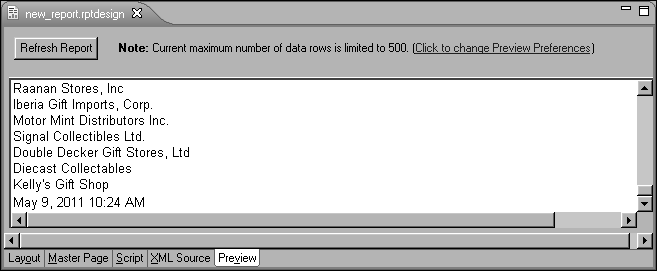 new_report.rptdesign
Refresh Report Note: Current maximum number of data rows is limited to 500. (Click to change Preview Preferences)
Raanan Stores, Inc
Iberia Gift Imports, Corp.
Motor Mint Distributors Inc.
Signal Collectibles Ltd.
Double Decker Gift Stores, Ltd
Diecast Collectables
Kelly's Gift Shop
May 9, 2011 10:24 AM
Layout Master Page Script XML Source Preview